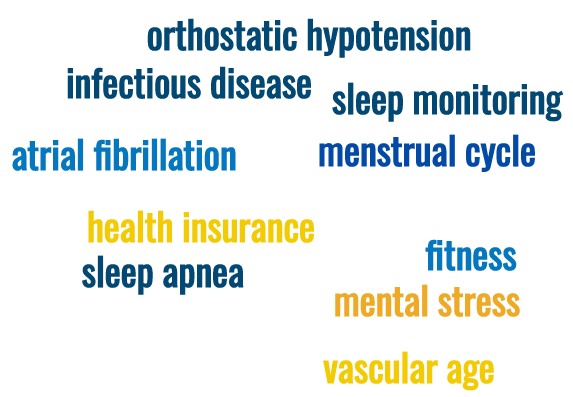 orthostatic hypotension
infectious disease
sleep monitoring
atrial fibrillation
menstrual cycle
health insurance
sleep apnea
fitness
mental stress
vascular age